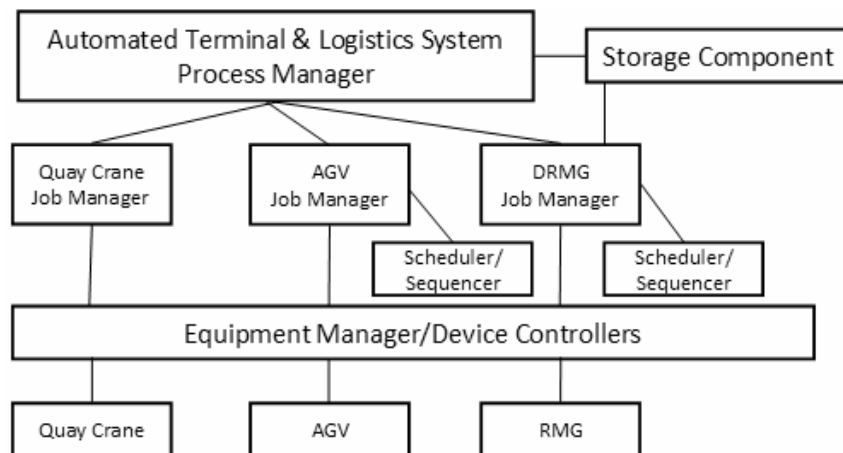 Automated Terminal & Logistics System
Process Manager
Storage Component
Quay Crane
Job Manager
AGV
Job Manager
DRMG
Job Manager
Scheduler/
Sequencer
Scheduler/
Sequencer
Equipment Manager/Device Controllers
Quay Crane
AGV
RMG